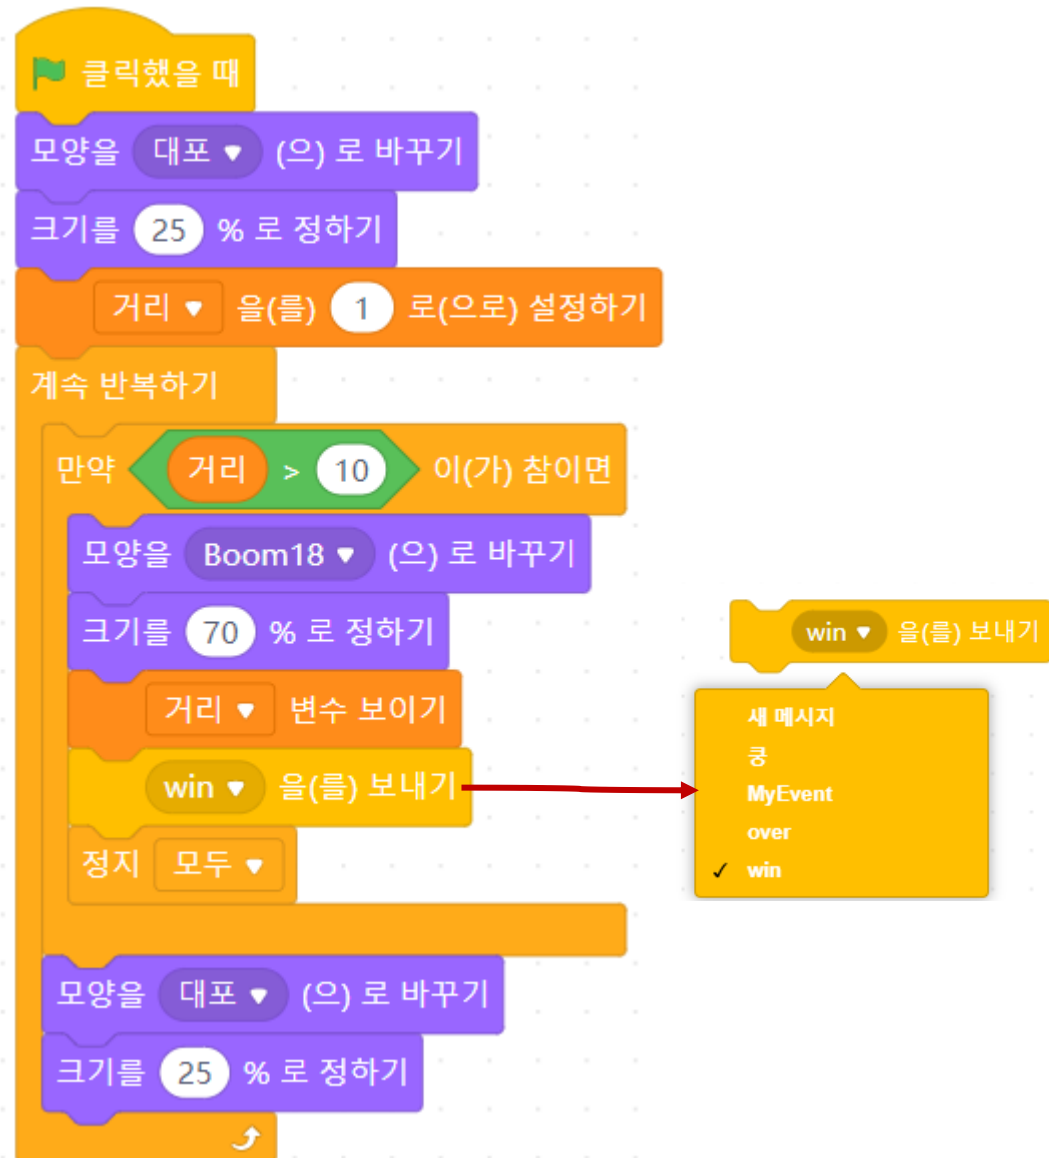 클릭했을 때
모양을 대포 (으) 로 바꾸기
크기를 25 % 로 정하기
거리 을(를) 1 로(으로) 설정하기
계속 반복하기
만약 거리 > 10 이(가) 참이면
모양을 Boom18 (으) 로 바꾸기
크기를 70 % 로 정하기
거리 변수 보이기
win 을(를) 보내기
정지 모두
모양을 대포 (으) 로 바꾸기
크기를 25 % 로 정하기
win 을(를) 보내기
새 메시지
쿵
MyEvent
over
✓ win